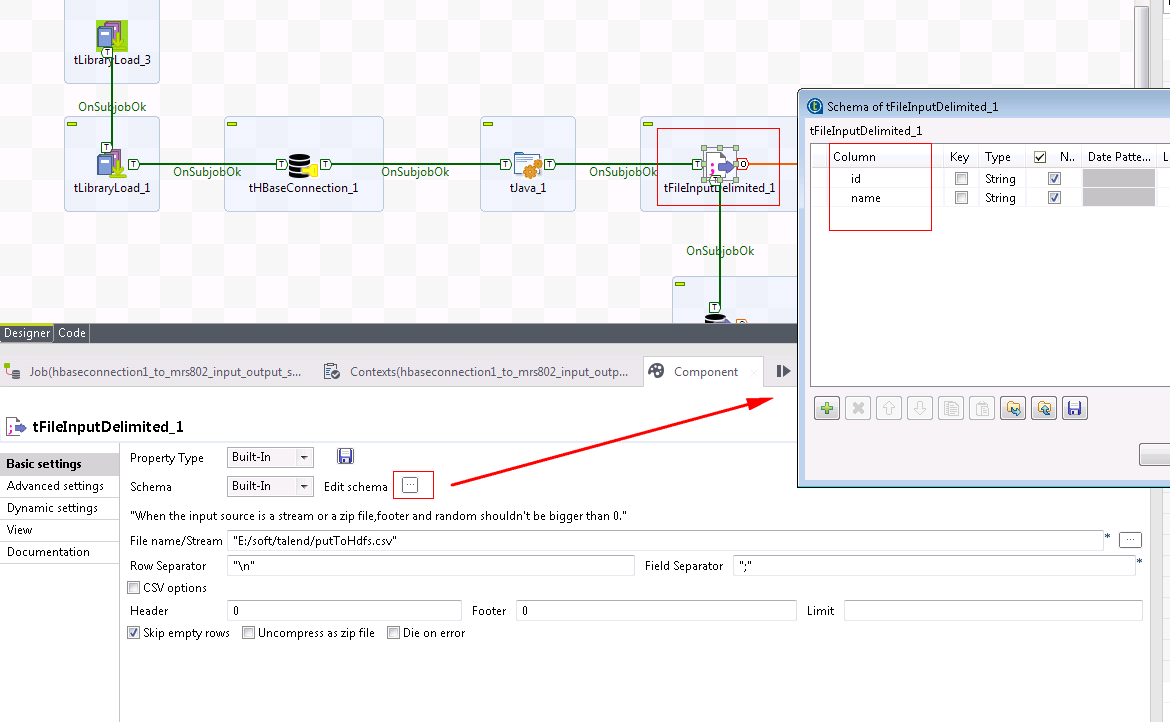 tLibraryLoad_3
OnSubjobOk
tLibraryLoad_1
OnSubjobOk
tHBaseConnection_1
OnSubjobOk
tJava_1
OnSubjobOk
tFileInputDelimited_1
OnSubjobOk
Schema of tFileInputDelimited_1
tFileInputDelimited_1
Column Key Type N.. Date Patte... L
id String
name String
Designer Code
Job(hbaseconnection1_to_mrs802_input_output_s... Contexts(hbaseconnection1_to_mrs802_input_outp... Component
tFileInputDelimited_1
Basic settings
Advanced settings
Dynamic settings
View
Documentation
Property Type Built-In
Schema Built-In Edit schema ...
"When the input source is a stream or a zip file,footer and random shouldn't be bigger than 0."
File name/Stream "E:/soft/talend/putToHdfs.csv" * ...
Row Separator "\n" Field Separator ";" *
CSV options
Header 0 Footer 0 Limit
Skip empty rows Uncompress as zip file Die on error